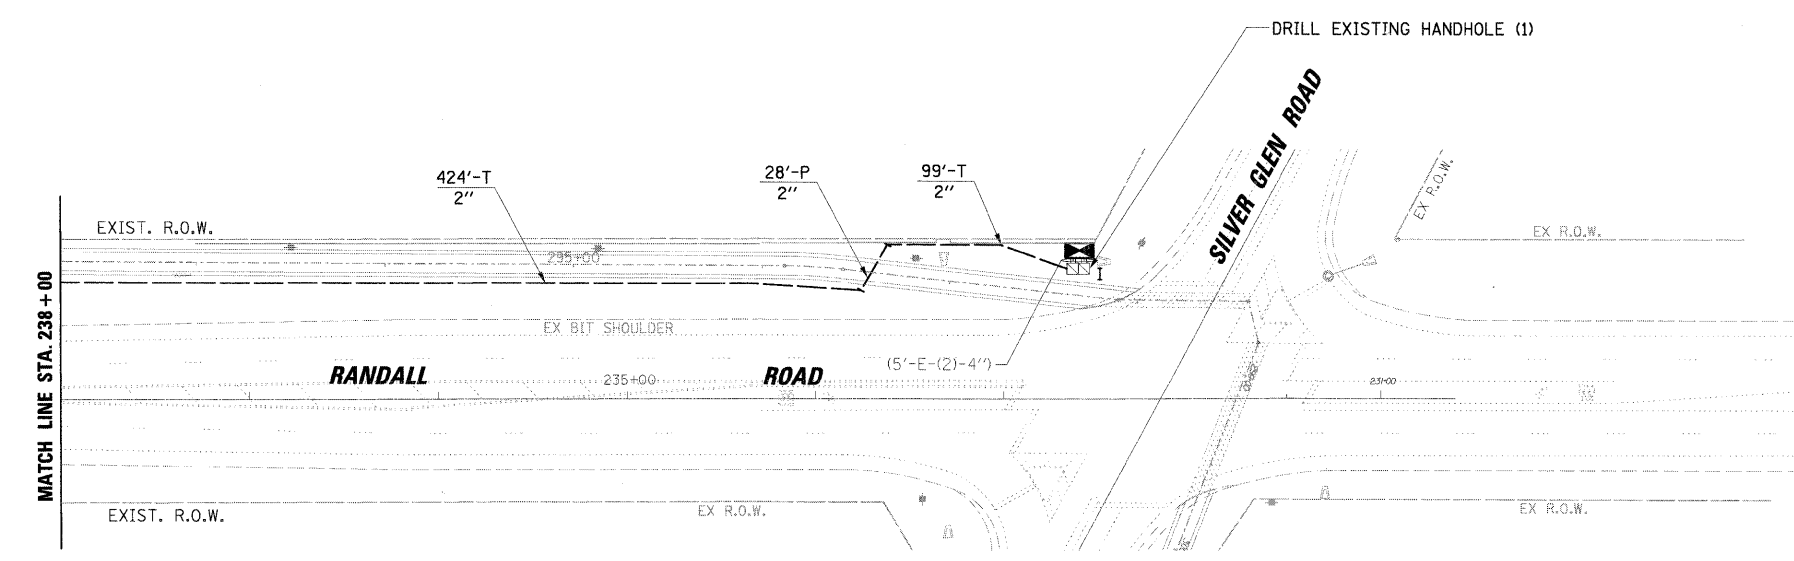 DRILL EXISTING HANDHOLE (1)
SILVER GLEN ROAD
424'-T
2"
28'-P
2"
99'-T
2"
EXIST. R.O.W.
295+00
EX R.O.W.
EX R.O.W.
I
MATCH LINE STA. 238+00
EX BIT SHOULDER
(5'-E-(2)-4")
RANDALL ROAD
235+00
231+00
EXIST. R.O.W.
EX R.O.W.
EX R.O.W.